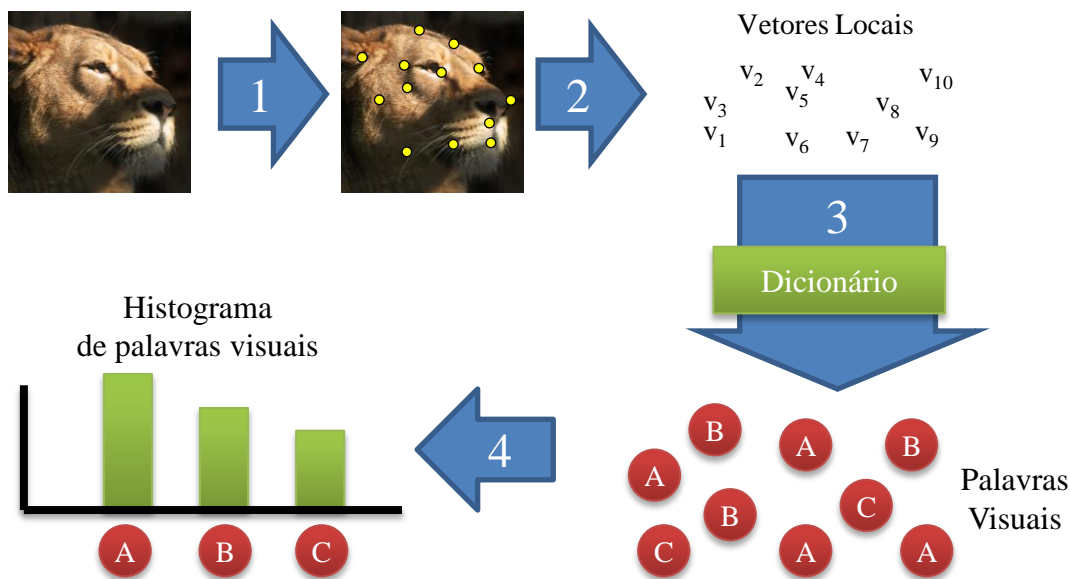 1
2
Vetores Locais
v2 v4 v10
v3 v5 v8
v1 v6 v7 v9
3
Dicionário
Histograma
de palavras visuais
4
B A B
A C
B
C A A
Palavras
Visuais
A B C